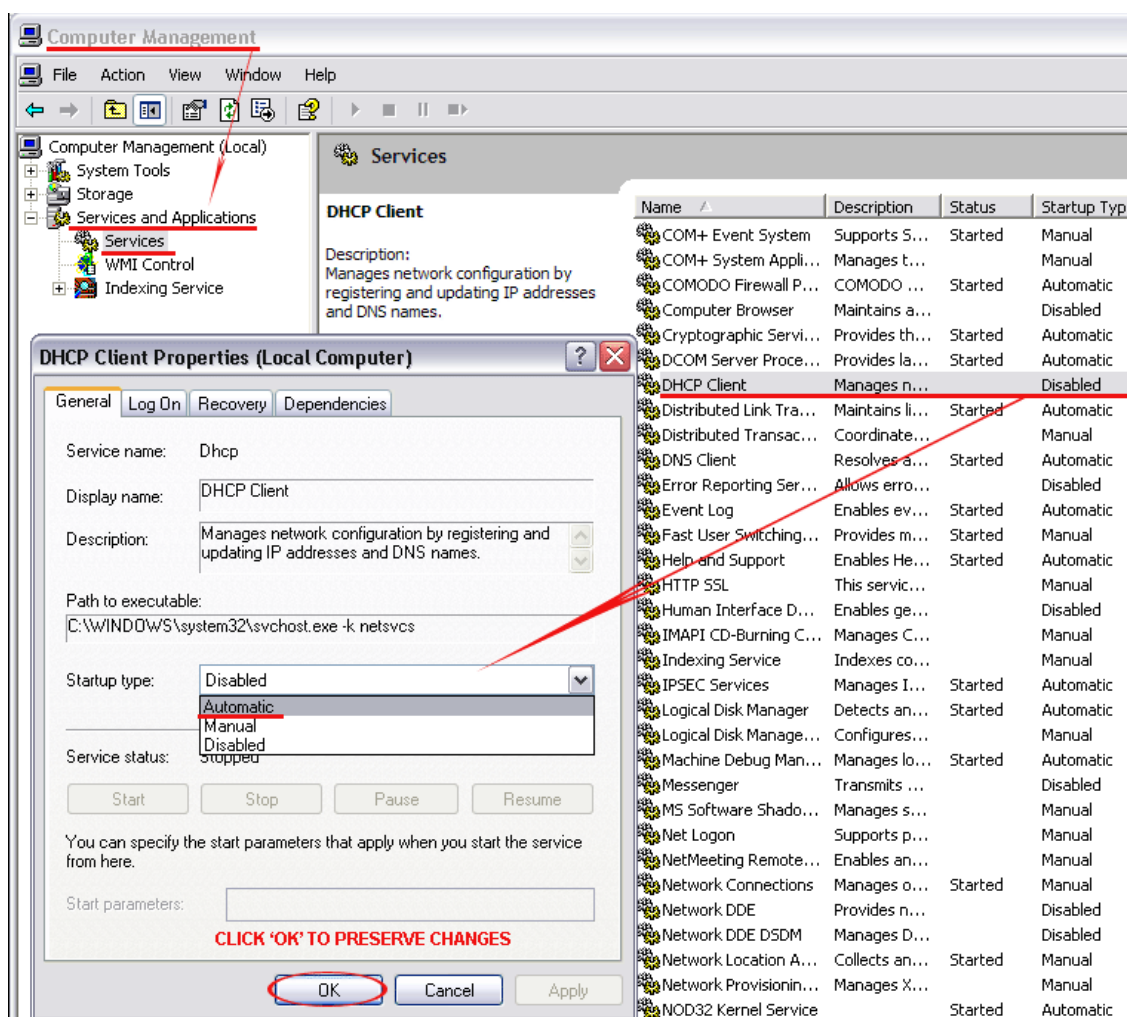 Computer Management
File Action View Window Help
Computer Management (Local)
System Tools
Storage
Services and Applications
Services
WMI Control
Indexing Service
Services
DHCP Client
Description:
Manages network configuration by
registering and updating IP addresses
and DNS names.
Name Description Status Startup Typ
COM+ Event System Supports S... Started Manual
COM+ System Appli... Manages t... Manual
COMODO Firewall P... COMODO ... Started Automatic
Computer Browser Maintains a... Disabled
Cryptographic Servi... Provides th... Started Automatic
DCOM Server Proce... Provides la... Started Automatic
DHCP Client Manages n... Disabled
Distributed Link Tra... Maintains li... Started Automatic
Distributed Transac... Coordinate... Manual
DNS Client Resolves a... Started Automatic
Error Reporting Ser... Allows erro... Disabled
Event Log Enables ev... Started Automatic
Fast User Switching... Provides m... Started Manual
Help and Support Enables He... Started Automatic
HTTP SSL This servic... Manual
Human Interface D... Enables ge... Disabled
IMAPI CD-Burning C... Manages C... Manual
Indexing Service Indexes co... Manual
IPSEC Services Manages I... Started Automatic
Logical Disk Manager Detects an... Started Automatic
Logical Disk Manage... Configures... Manual
Machine Debug Man... Manages lo... Started Automatic
Messenger Transmits ... Disabled
MS Software Shado... Manages s... Manual
Net Logon Supports p... Manual
NetMeeting Remote... Enables an... Manual
Network Connections Manages o... Started Manual
Network DDE Provides n... Disabled
Network DDE DSDM Manages D... Disabled
Network Location A... Collects an... Started Manual
Network Provisionin... Manages X... Manual
NOD32 Kernel Service Started Automatic
DHCP Client Properties (Local Computer)
General Log On Recovery Dependencies
Service name: Dhcp
Display name: DHCP Client
Description: Manages network configuration by registering and
updating IP addresses and DNS names.
Path to executable:
C:\WINDOWS\system32\svchost.exe -k netsvcs
Startup type: Disabled
Automatic
Manual
Disabled
Service status: Stopped
Start Stop Pause Resume
You can specify the start parameters that apply when you start the service
from here.
Start parameters:
CLICK ‘OK’ TO PRESERVE CHANGES
OK Cancel Apply